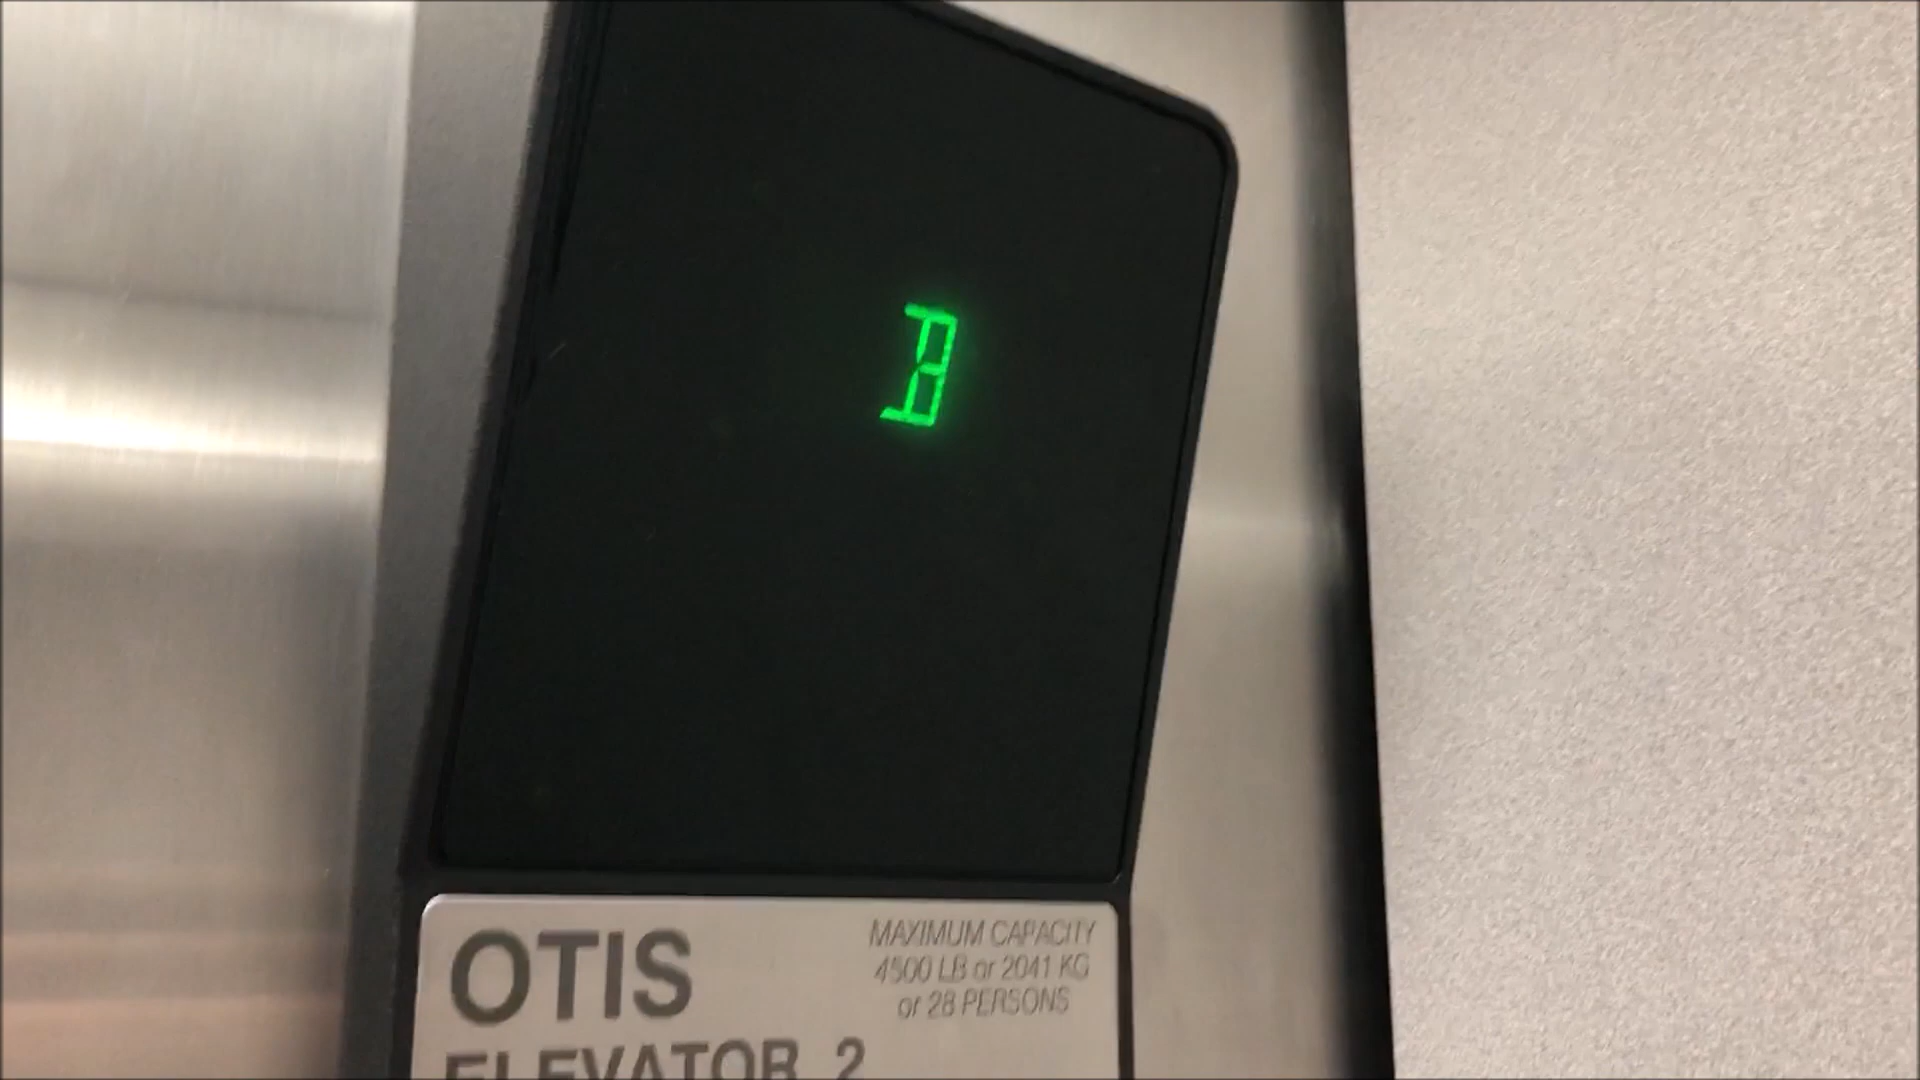 B
OTIS
MAXIMUM CAPACITY
4500 LB or 2041 KG
or 28 PERSONS
ELEVATOR 2